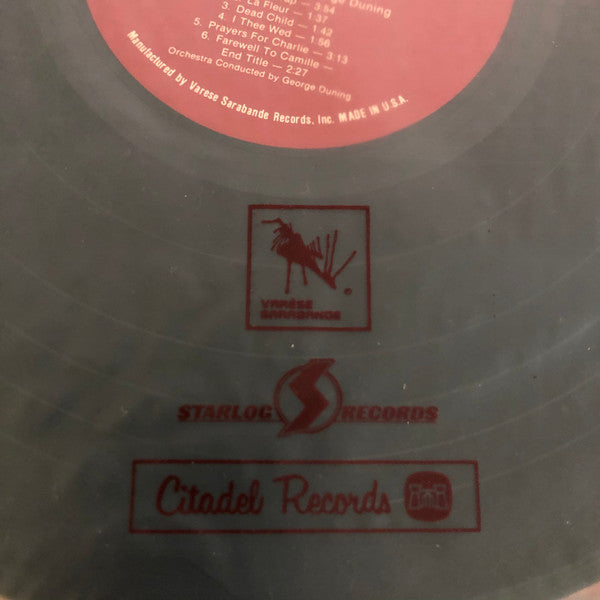 George Duning
La Fleur — 1:37
3. Dead Child — 1:42
4. I Thee Wed — 1:56
5. Prayers For Charlie — 3:13
6. Farewell To Camille —
End Title — 2:27
Orchestra Conducted by George Duning
Manufactured by Varese Sarabande Records, Inc. MADE IN U.S.A.
VARÈSE
SARABANDE
STARLOG S RECORDS
Citadel Records